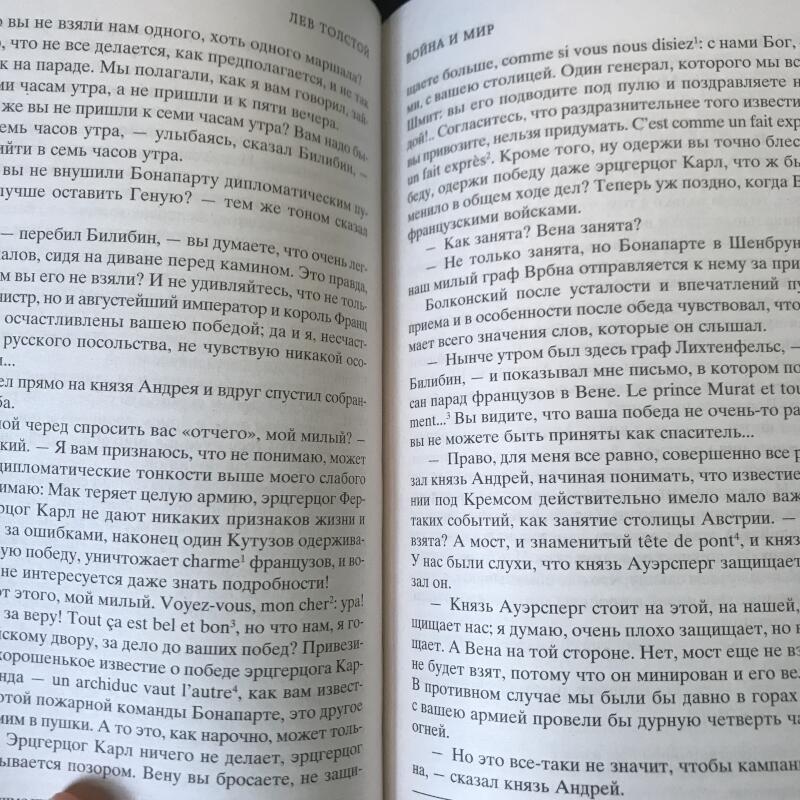 ЛЕВ ТОЛСТОЙ
о вы не взяли нам одного, хоть одного маршала?
о, что не все делается, как предполагается, и не так
к на параде. Мы полагали, как я вам говорил, зай-
ми часам утра, а не пришли и к пяти вечера.
же вы не пришли к семи часам утра? Вам надо бы-
емь часов утра, — улыбаясь, сказал Билибин, —
ийти в семь часов утра.
вы не внушили Бонапарту дипломатическим пу-
лучше оставить Геную? — тем же тоном сказал
— перебил Билибин, — вы думаете, что очень лег-
алов, сидя на диване перед камином. Это правда,
м вы его не взяли? И не удивляйтесь, что не толь-
нистр, но и августейший император и король Франц
осчастливлены вашею победой; да и я, несчаст-
русского посольства, не чувствую никакой осо-
и...
ел прямо на князя Андрея и вдруг спустил собран-
ба.
мой черед спросить вас «отчего», мой милый? –
ский. — Я вам признаюсь, что не понимаю, может
дипломатические тонкости выше моего слабого
нимаю: Мак теряет целую армию, эрцгерцог Фер-
ерцог Карл не дают никаких признаков жизни и
за ошибками, наконец один Кутузов одержива-
ную победу, уничтожает charme¹ французов, и во-
не интересуется даже знать подробности!
от этого, мой милый. Voyez-vous, mon cher²: ура!
за веру! Tout ça est bel et bon³, но что нам, я го-
нскому двору, за дело до ваших побед? Привези-
хорошенькое известие о победе эрцгерцога Кар-
нда — un archiduc vaut l'autre⁴, как вам извест-
ротой пожарной команды Бонапарте, это другое
мим в пушки. А то это, как нарочно, может толь-
Эрцгерцог Карл ничего не делает, эрцгерцог
ывается позором. Вену вы бросаете, не защи-
ВОЙНА И МИР
щаете больше, comme si vous nous disiez¹: с нами Бог,
ми, с вашею столицей. Один генерал, которого мы вс
Шмит: вы его подводите под пулю и поздравляете н
дой!.. Согласитесь, что раздразнительнее того извести
вы привозите, нельзя придумать. C'est comme un fait exp
un fait exprès². Кроме того, ну одержи вы точно блес
беду, одержи победу даже эрцгерцог Карл, что ж бы
менило в общем ходе дел? Теперь уж поздно, когда В
французскими войсками.
– Как занята? Вена занята?
– Не только занята, но Бонапарте в Шенбрун
наш милый граф Врбна отправляется к нему за при
Болконский после усталости и впечатлений пу
приема и в особенности после обеда чувствовал, что
мает всего значения слов, которые он слышал.
– Нынче утром был здесь граф Лихтенфельс, –
Билибин, — и показывал мне письмо, в котором по
сан парад французов в Вене. Le prince Murat et tou
ment...³ Вы видите, что ваша победа не очень-то ра
вы не можете быть приняты как спаситель...
– Право, для меня все равно, совершенно все р
зал князь Андрей, начиная понимать, что известие
нии под Кремсом действительно имело мало важ
таких событий, как занятие столицы Австрии. —
взята? А мост, и знаменитый tête de pont⁴, и княз
У нас были слухи, что князь Ауэрсперг защищает
зал он.
– Князь Ауэрсперг стоит на этой, на нашей,
щищает нас; я думаю, очень плохо защищает, но в
щает. А Вена на той стороне. Нет, мост еще не вз
не будет взят, потому что он минирован и его вел
В противном случае мы были бы давно в горах
с вашею армией провели бы дурную четверть ча
огней.
– Но это все-таки не значит, чтобы кампан
на, – сказал князь Андрей.